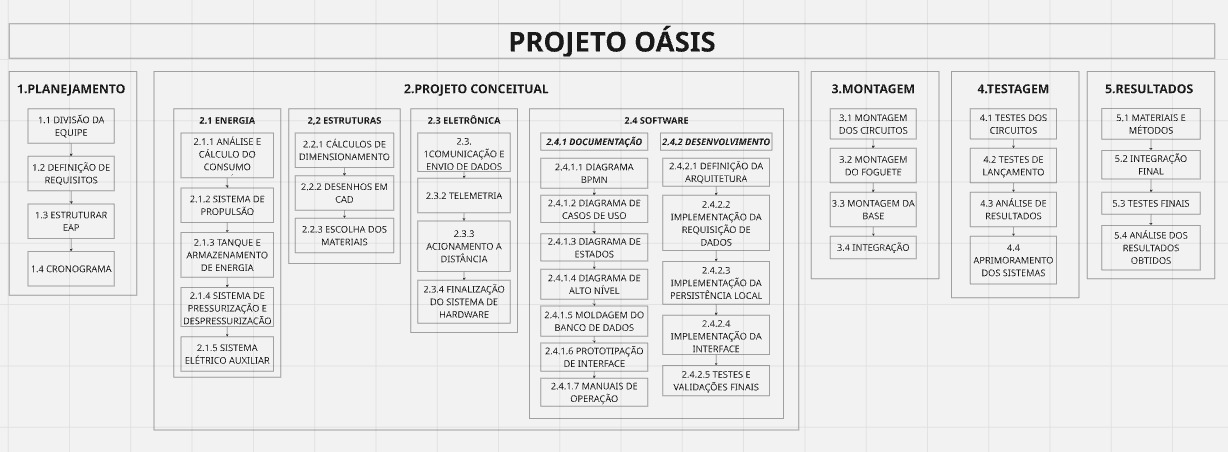 PROJETO OÁSIS
1.PLANEJAMENTO
1.1 DIVISÃO DA
EQUIPE
1.2 DEFINIÇÃO DE
REQUISITOS
1.3 ESTRUTURAR
EAP
1.4 CRONOGRAMA
2.PROJETO CONCEITUAL
2.1 ENERGIA
2.1.1 ANÁLISE E
CÁLCULO DO
CONSUMO
2.1.2 SISTEMA DE
PROPULSÃO
2.1.3 TANQUE E
ARMAZENAMENTO
DE ENERGIA
2.1.4 SISTEMA DE
PRESSURIZAÇÃO E
DESPRESSURIZAÇÃO
2.1.5 SISTEMA
ELÉTRICO AUXILIAR
2,2 ESTRUTURAS
2.2.1 CÁLCULOS DE
DIMENSIONAMENTO
2.2.2 DESENHOS EM
CAD
2.2.3 ESCOLHA DOS
MATERIAIS
2.3 ELETRÔNICA
2.3.
1COMUNICAÇÃO E
ENVIO DE DADOS
2.3.2 TELEMETRIA
2.3.3
ACIONAMENTO A
DISTÂNCIA
2.3.4 FINALIZAÇÃO
DO SISTEMA DE
HARDWARE
2.4 SOFTWARE
2.4.1 DOCUMENTAÇÃO
2.4.1.1 DIAGRAMA
BPMN
2.4.1.2 DIAGRAMA DE
CASOS DE USO
2.4.1.3 DIAGRAMA DE
ESTADOS
2.4.1.4 DIAGRAMA DE
ALTO NÍVEL
2.4.1.5 MOLDAGEM DO
BANCO DE DADOS
2.4.1.6 PROTOTIPAÇÃO
DE INTERFACE
2.4.1.7 MANUAIS DE
OPERAÇÃO
2.4.2 DESENVOLVIMENTO
2.4.2.1 DEFINIÇÃO DA
ARQUITETURA
2.4.2.2
IMPLEMENTAÇÃO DA
REQUISIÇÃO DE
DADOS
2.4.2.3
IMPLEMENTAÇÃO DA
PERSISTÊNCIA LOCAL
2.4.2.4
IMPLEMENTAÇÃO DA
INTERFACE
2.4.2.5 TESTES E
VALIDAÇÕES FINAIS
3.MONTAGEM
3.1 MONTAGEM
DOS CIRCUITOS
3.2 MONTAGEM
DO FOGUETE
3.3 MONTAGEM DA
BASE
3.4 INTEGRAÇÃO
4.TESTAGEM
4.1 TESTES DOS
CIRCUITOS
4.2 TESTES DE
LANÇAMENTO
4.3 ANÁLISE DE
RESULTADOS
4.4
APRIMORAMENTO
DOS SISTEMAS
5.RESULTADOS
5.1 MATERIAIS E
MÉTODOS
5.2 INTEGRAÇÃO
FINAL
5.3 TESTES FINAIS
5.4 ANÁLISE DOS
RESULTADOS
OBTIDOS